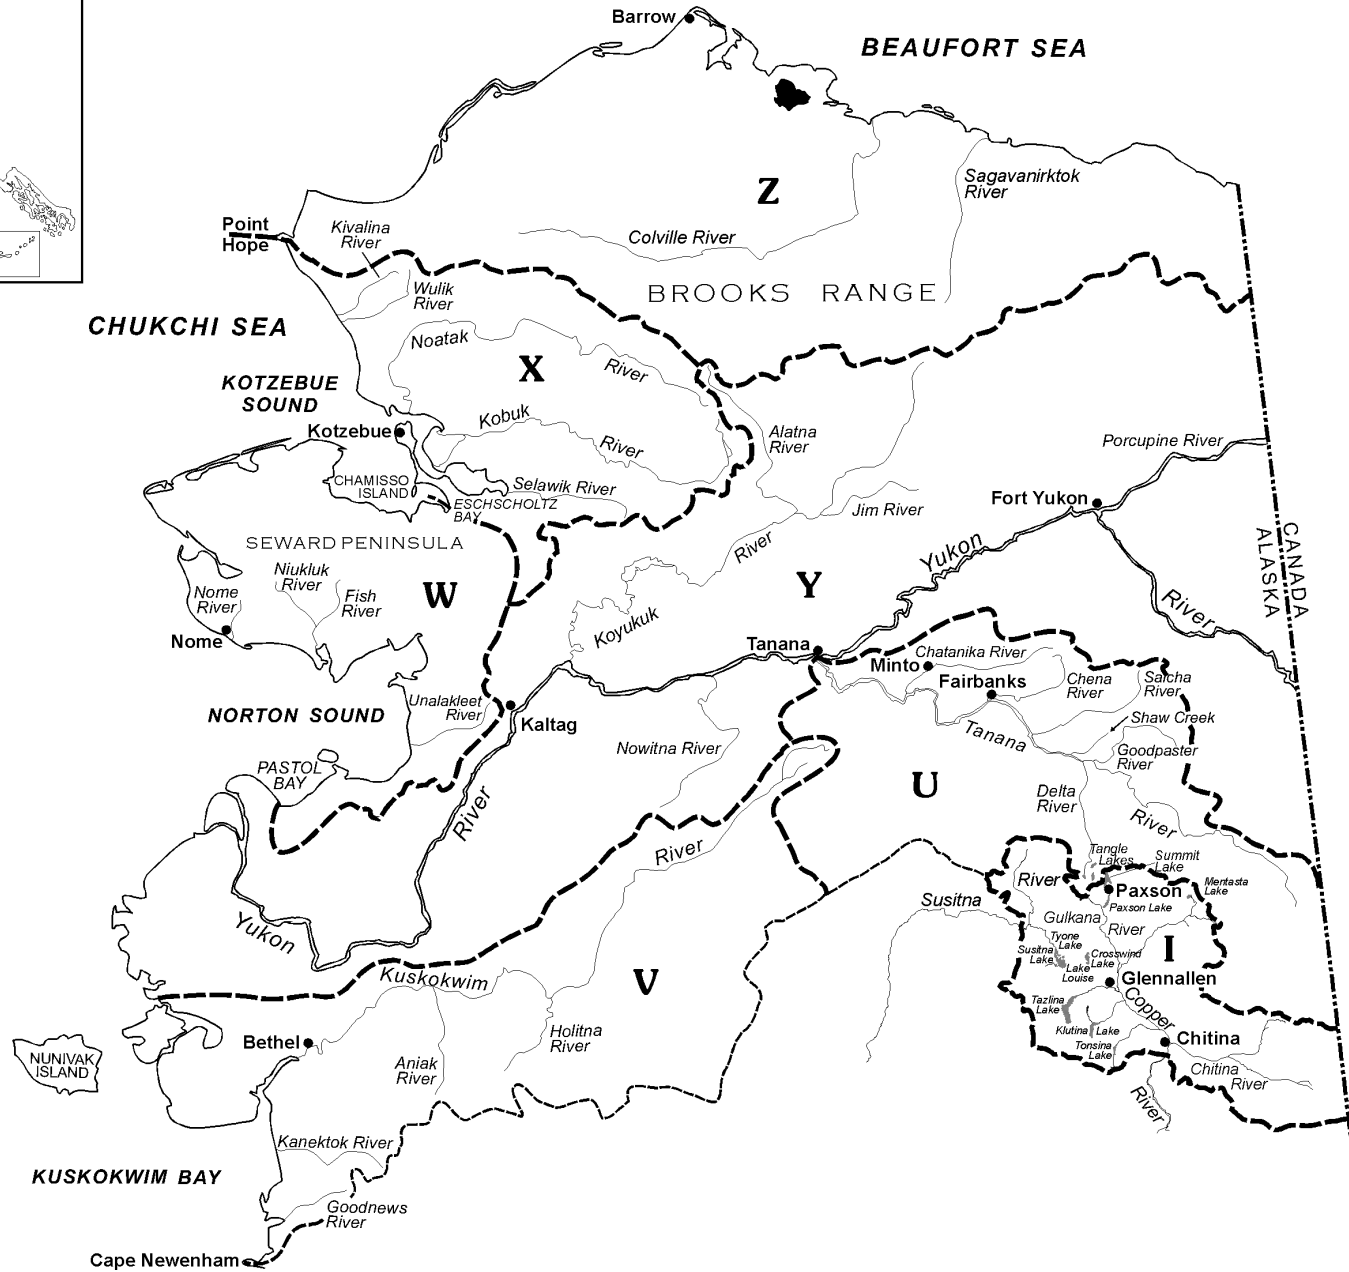 Barrow
BEAUFORT SEA
Z
Sagavanirktok
River
Point
Hope
Kivalina
River
Colville River
Wulik
River
BROOKS RANGE
CHUKCHI SEA
Noatak
River
X
KOTZEBUE
SOUND
Kobuk
River
Kotzebue
Alatna
River
Porcupine River
CHAMISSO
ISLAND
Selawik River
ESCHSCHOLTZ
BAY
Jim River
Fort Yukon
SEWARD PENINSULA
River
Yukon
CANADA
ALASKA
Niukluk
River
Nome
River
Fish
River
W
Y
River
Koyukuk
Nome
Tanana
Minto
Chatanika River
Fairbanks
Chena
River
Salcha
River
Unalakleet
River
NORTON SOUND
Kaltag
Shaw Creek
Tanana
Nowitna River
Goodpaster
River
PASTOL
BAY
U
Delta
River
River
River
River
Tangle
Lakes
Summit
Lake
River
Paxson
Mentasta
Lake
Susitna
Paxson Lake
Gulkana
River
Yukon
Tyone
Lake
Susitna
Lake
Crosswind
Lake
Lake
Louise
I
Kuskokwim
V
Glennallen
Tazlina
Lake
Copper
Bethel
Holitna
River
Klutina Lake
Chitina
Tonsina
Lake
NUNIVAK
ISLAND
Aniak
River
Chitina
River
River
Kanektok River
KUSKOKWIM BAY
Goodnews
River
Cape Newenham